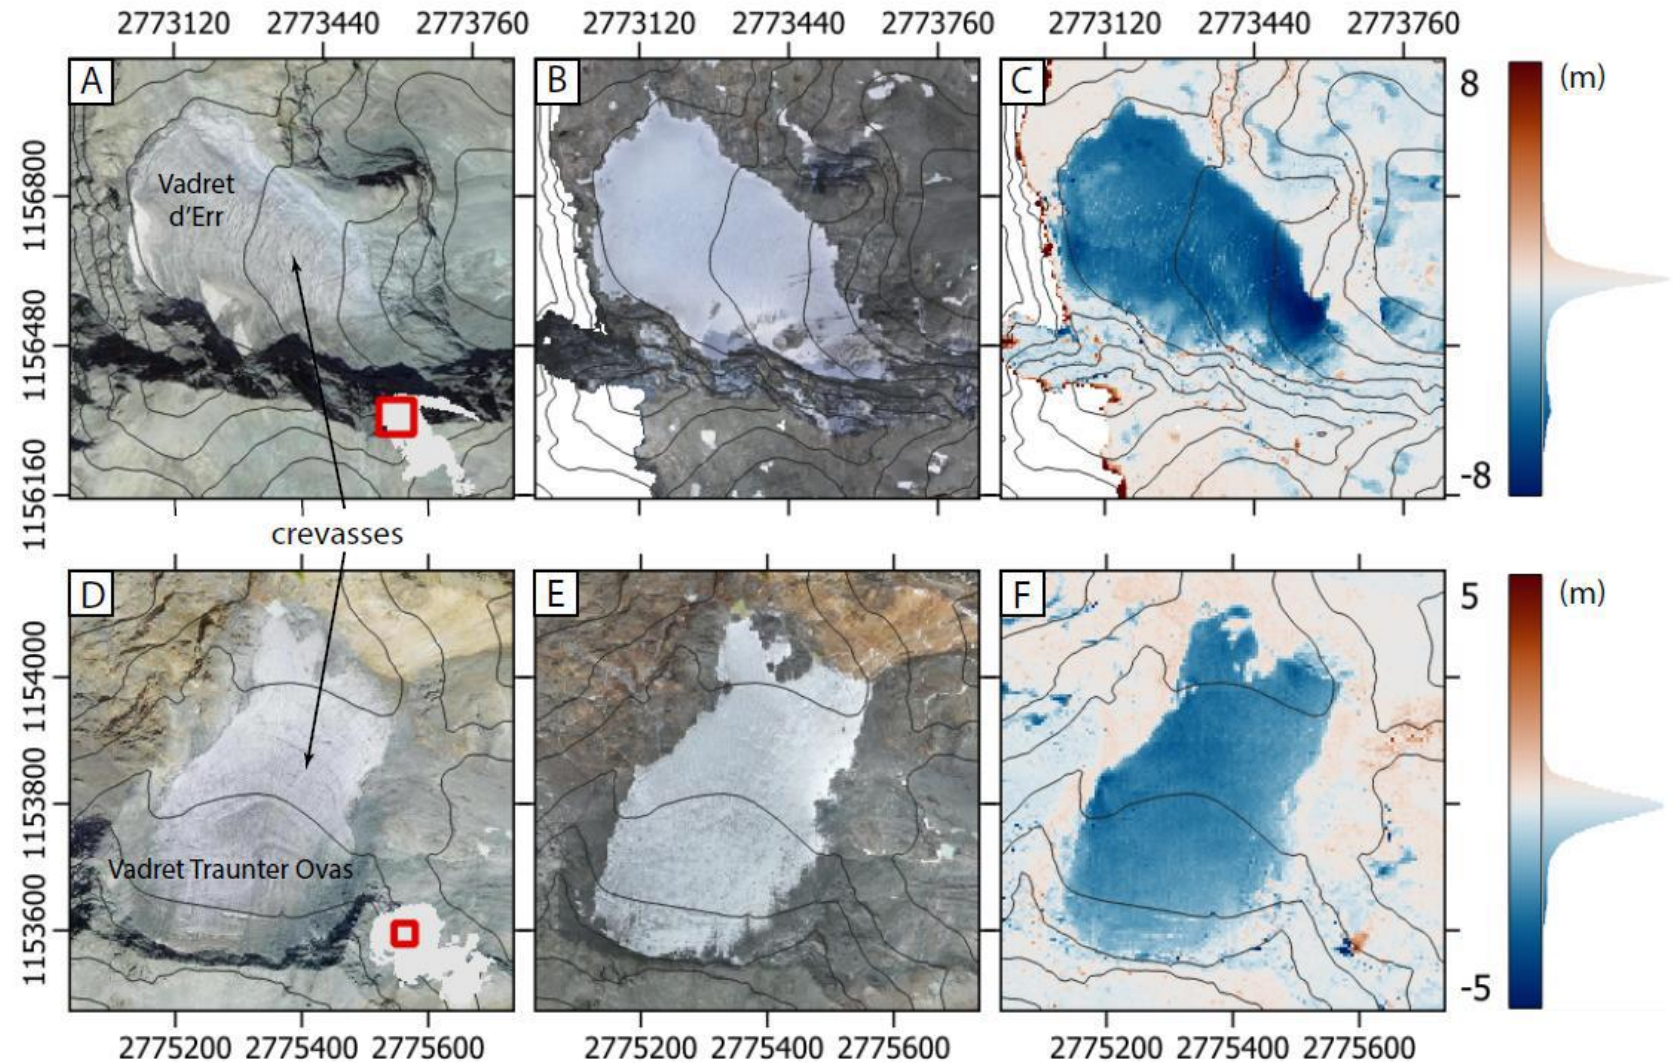 2773120 2773440 2773760 2773120 2773440 2773760 2773120 2773440 2773760
A B C
8 (m)
1156800
1156480
1156160
Vadret
d'Err
-8
crevasses
D E F
5 (m)
1154000
1153800
1153600
Vadret Traunter Ovas
-5
2775200 2775400 2775600 2775200 2775400 2775600 2775200 2775400 2775600